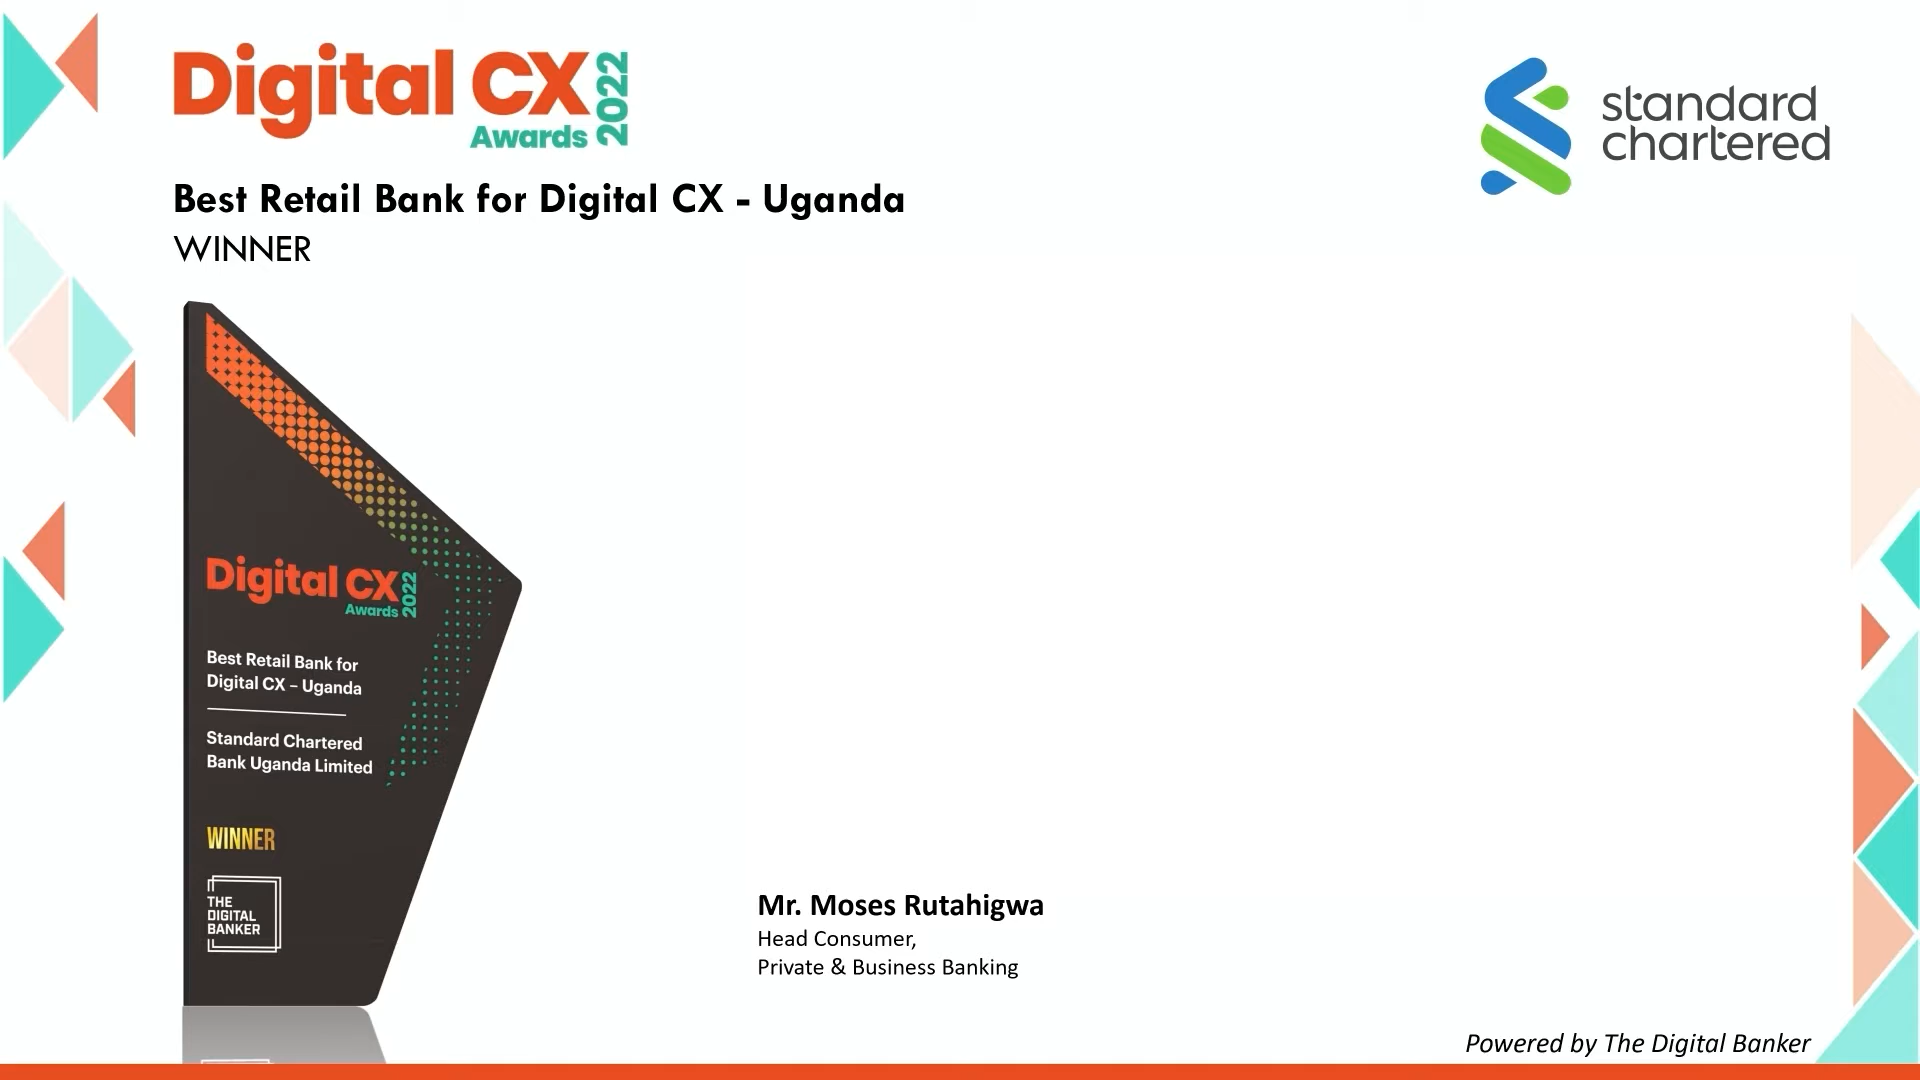 Digital CX 2022
Awards
standard
chartered
Best Retail Bank for Digital CX - Uganda
WINNER
Digital CX 2022
Awards
Best Retail Bank for
Digital CX – Uganda
Standard Chartered
Bank Uganda Limited
WINNER
THE
DIGITAL
BANKER
Mr. Moses Rutahigwa
Head Consumer,
Private & Business Banking
Powered by The Digital Banker